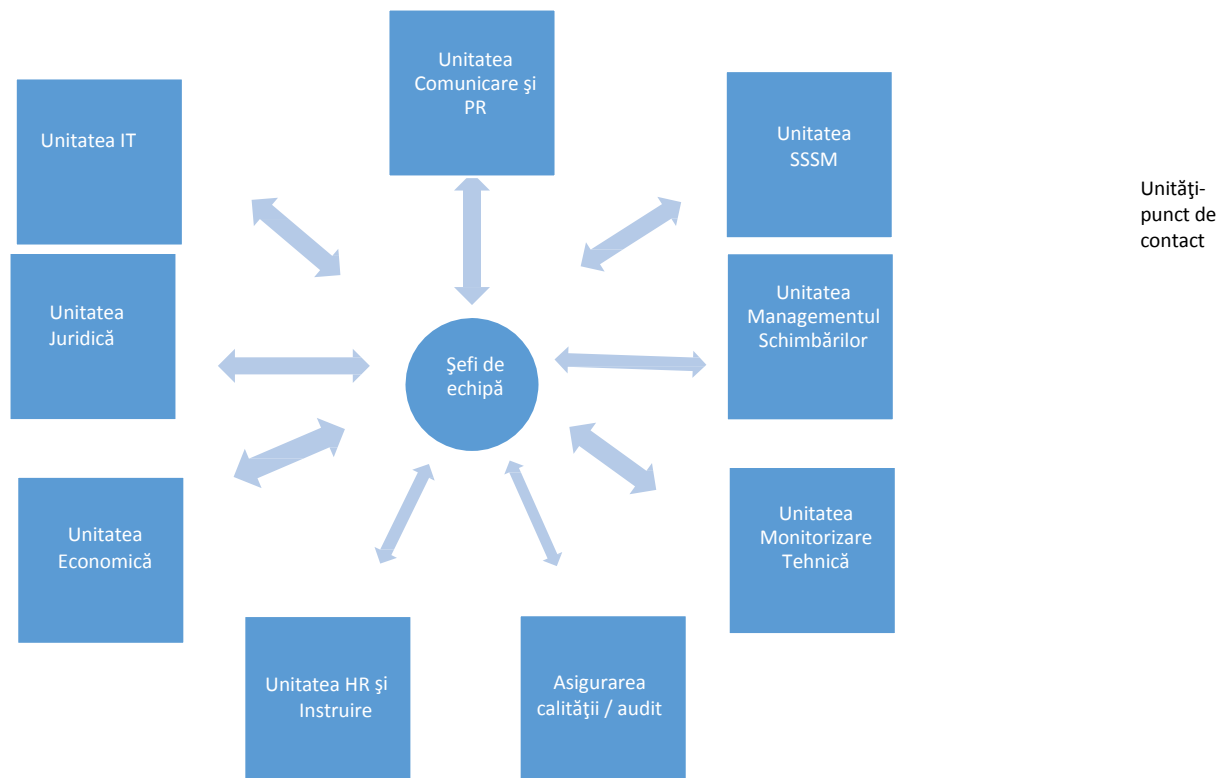 Unitatea
Comunicare şi
PR
Unitatea IT
Unitatea
SSSM
Unităţi-
punct de
contact
Unitatea
Juridică
Unitatea
Managementul
Schimbărilor
Şefi de
echipă
Unitatea
Economică
Unitatea
Monitorizare
Tehnică
Unitatea HR şi
Instruire
Asigurarea
calităţii / audit